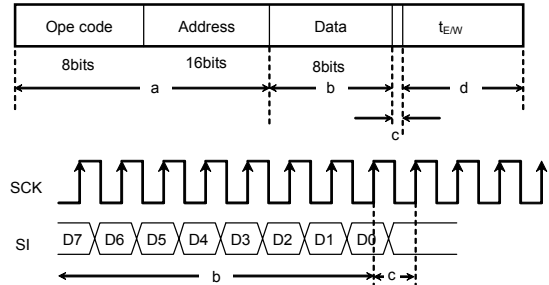 Ope code Address Data tE/W
8bits 16bits 8bits
a b d
c
SCK
SI D7 D6 D5 D4 D3 D2 D1 D0
b c